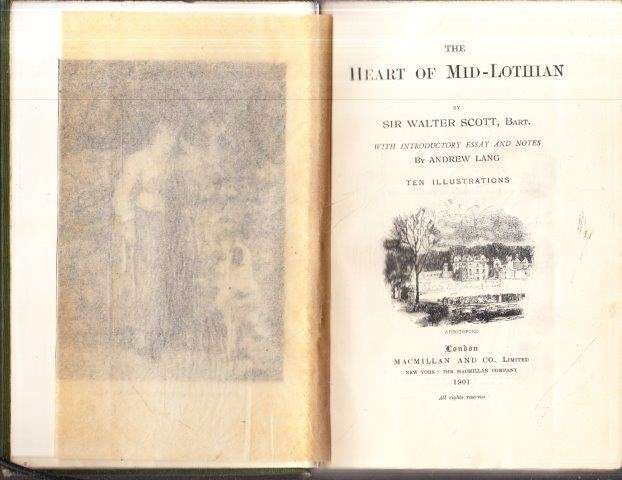 THE
HEART OF MID-LOTHIAN
BY
SIR WALTER SCOTT, BART.
WITH INTRODUCTORY ESSAY AND NOTES
BY ANDREW LANG
TEN ILLUSTRATIONS
ABBOTSFORD
London
MACMILLAN AND CO., LIMITED
NEW YORK: THE MACMILLAN COMPANY
1901
All rights reserved